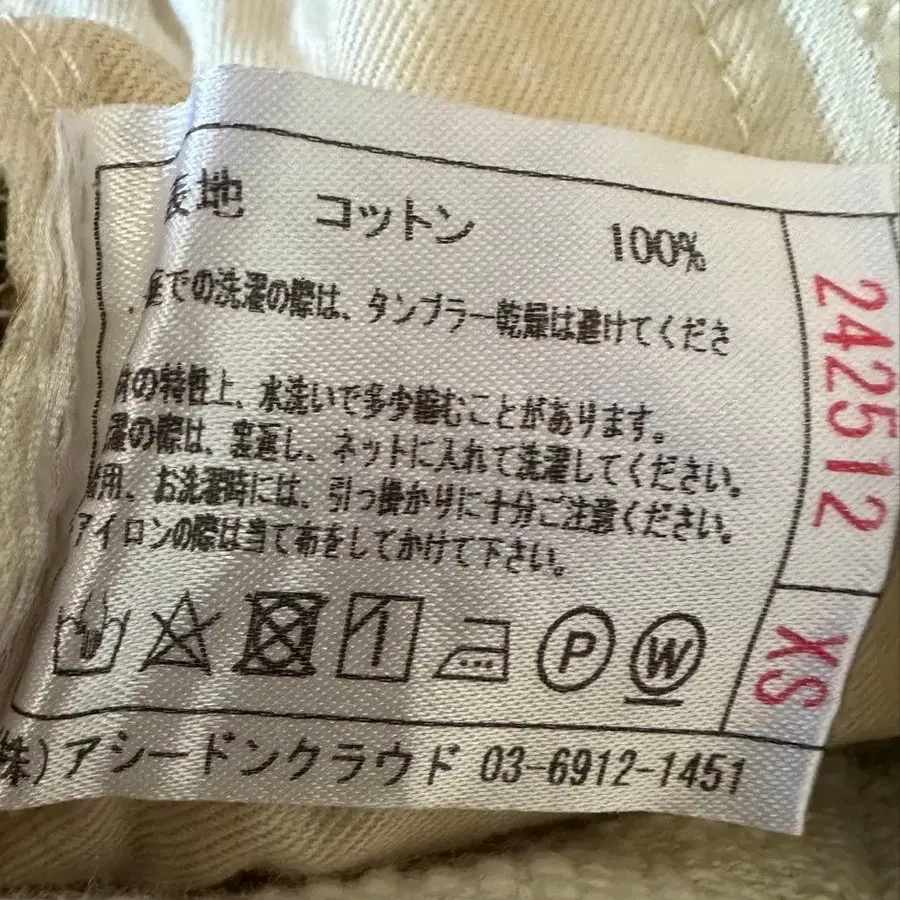 表地 コットン 100%
での洗濯の際は、タンブラー乾燥は避けてくださ
の特性上、水洗いで多少縮むことがあります。
濯の際は、裏返し、ネットに入れて洗濯してください。
用、お洗濯時には、引っ掛かりに十分ご注意ください。
アイロンの際は当て布をしてかけて下さい。
P W
株)アシードンクラウド 03-6912-1451
242512
XS